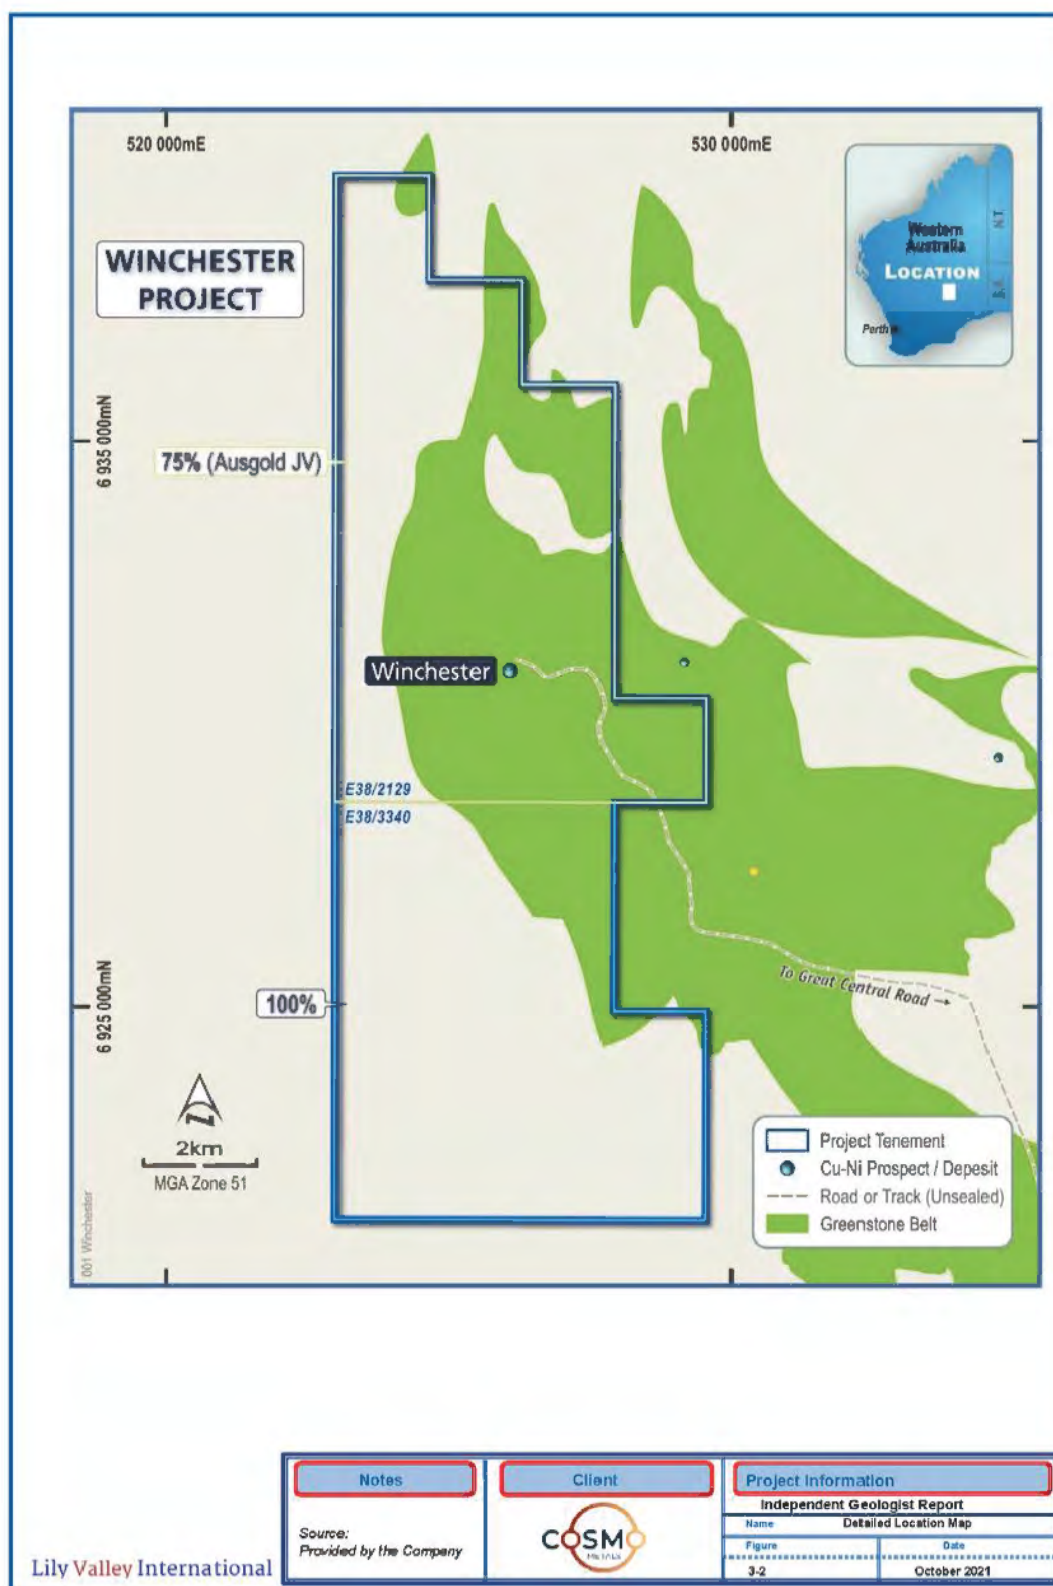 520 000mE
530 000mE
WINCHESTER
PROJECT
Western
Australia
N.T.
LOCATION
S.A.
Perth
6 935 000mN
75% (Ausgold JV)
Winchester
E38/2129
E38/3340
To Great Central Road →
100%
6 925 000mN
2km
MGA Zone 51
001 Winchester
Project Tenement
Cu-Ni Prospect / Deposit
Road or Track (Unsealed)
Greenstone Belt
Notes
Client
Project Information
Source:
Provided by the Company
COSMO
METALS
Independent Geologist Report
Name
Detailed Location Map
Figure
Date
3-2
October 2021
Lily Valley International